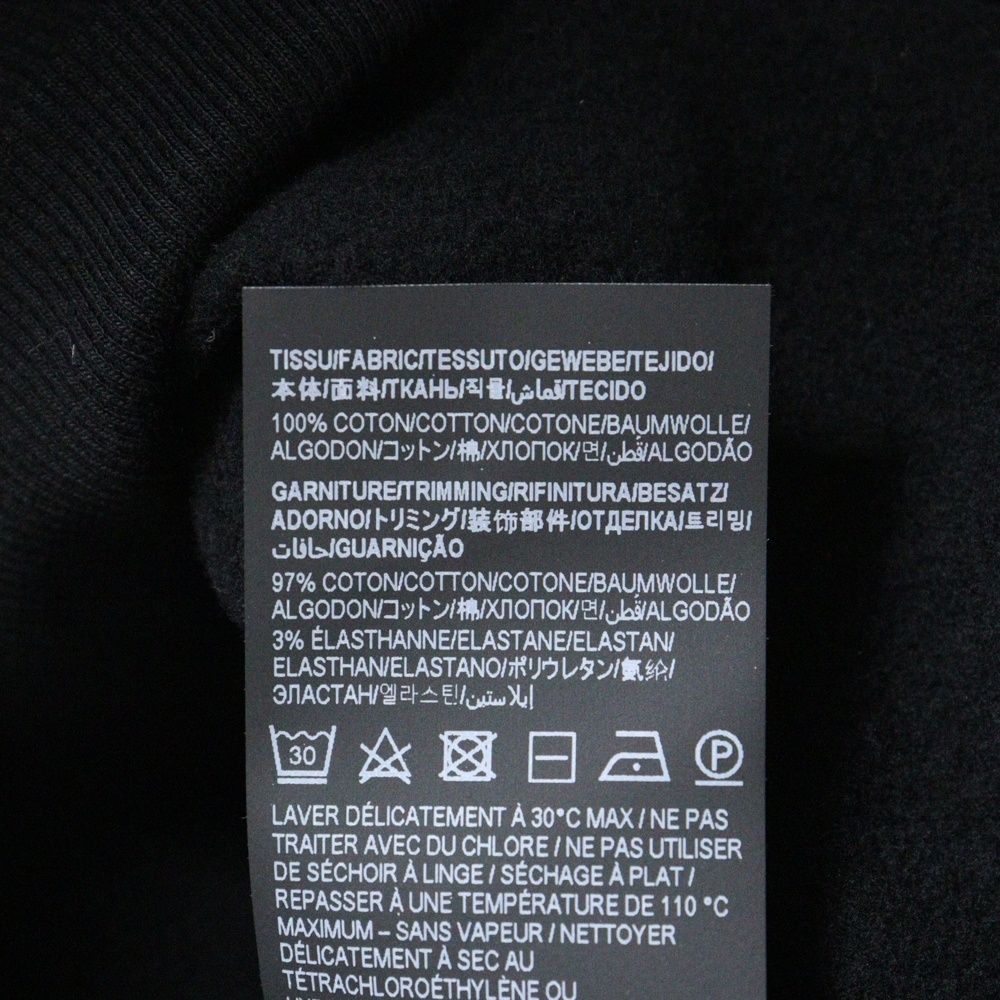 TISSU/FABRIC/TESSUTO/GEWEBE/TEJIDO/
本体/面料/ТКАНЬ/직물/قماش/TECIDO
100% COTON/COTTON/COTONE/BAUMWOLLE/
ALGODON/コットン/棉/ХЛОПОК/면/قُطن/ALGODÃO
GARNITURE/TRIMMING/RIFINITURA/BESATZ/
ADORNO/トリミング/装饰部件/ОТДЕПКА/트리밍/
حافات/GUARNIÇÃO
97% COTON/COTTON/COTONE/BAUMWOLLE/
ALGODON/コットン/棉/ХЛОПОК/면/قُطن/ALGODÃO
3% ÉLASTHANNE/ELASTANE/ELASTAN/
ELASTHAN/ELASTANO/ポリウレタン/氨纶/
ЭЛАСТАН/엘라스틴/إيلاستين
30 P
LAVER DÉLICATEMENT À 30°C MAX / NE PAS
TRAITER AVEC DU CHLORE / NE PAS UTILISER
DE SÉCHOIR À LINGE / SÉCHAGE À PLAT /
REPASSER À UNE TEMPÉRATURE DE 110 °C
MAXIMUM – SANS VAPEUR / NETTOYER
DÉLICATEMENT À SEC AU
TÉTRACHLOROÉTHYLÈNE OU